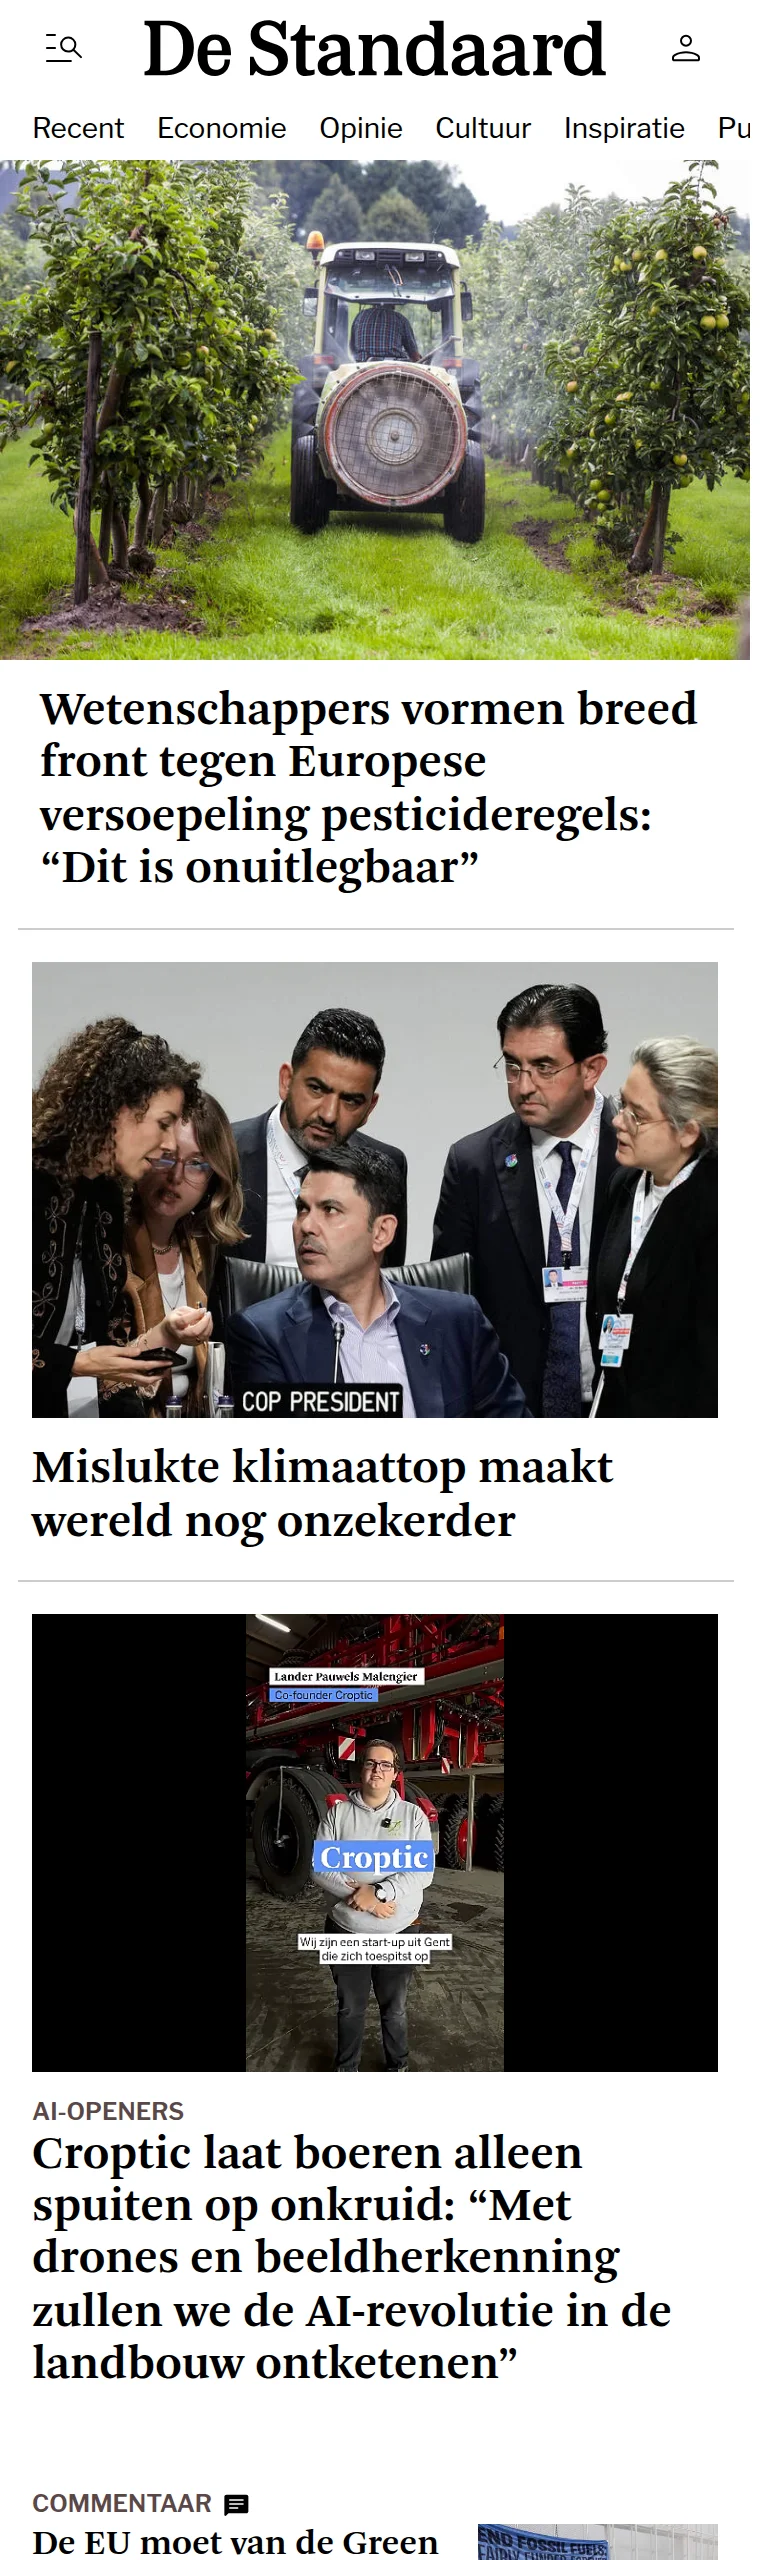 De Standaard
Recent Economie Opinie Cultuur Inspiratie Pu
Wetenschappers vormen breed
front tegen Europese
versoepeling pesticideregels:
“Dit is onuitlegbaar”
COP PRESIDENT
Mislukte klimaattop maakt
wereld nog onzekerder
Lander Pauwels Malengier
Co-founder Croptic
Croptic
Wij zijn een start-up uit Gent
die zich toespitst op
AI-OPENERS
Croptic laat boeren alleen
spuiten op onkruid: “Met
drones en beeldherkenning
zullen we de AI-revolutie in de
landbouw ontketenen”
COMMENTAAR
De EU moet van de Green
END FOSSIL FUELS: